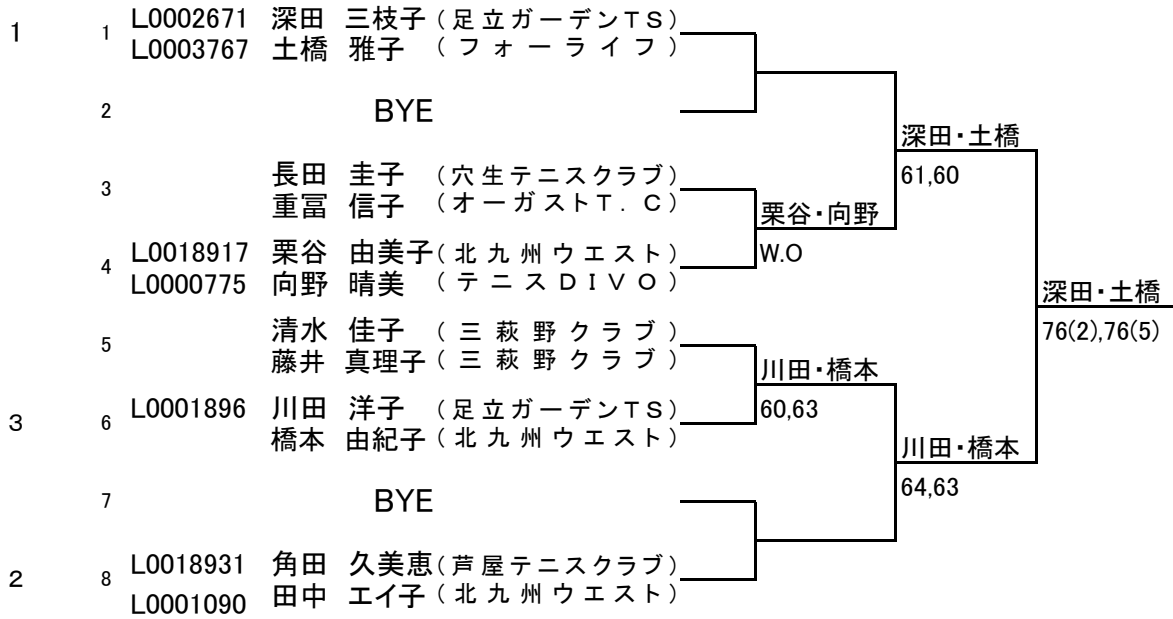 1 1 L0002671 深田 三枝子(足立ガーデンTS)
L0003767 土橋 雅子 (フォーライフ)
2 BYE
深田・土橋
61,60
3 長田 圭子 (穴生テニスクラブ)
重冨 信子 (オーガストT. C)
栗谷・向野
W.O
4 L0018917 栗谷 由美子(北九州ウエスト)
L0000775 向野 晴美 (テニスDIVO)
深田・土橋
76(2),76(5)
5 清水 佳子 (三萩野クラブ)
藤井 真理子(三萩野クラブ)
川田・橋本
60,63
3 6 L0001896 川田 洋子 (足立ガーデンTS)
橋本 由紀子(北九州ウエスト)
川田・橋本
64,63
7 BYE
2 8 L0018931 角田 久美恵(芦屋テニスクラブ)
L0001090 田中 エイ子(北九州ウエスト)